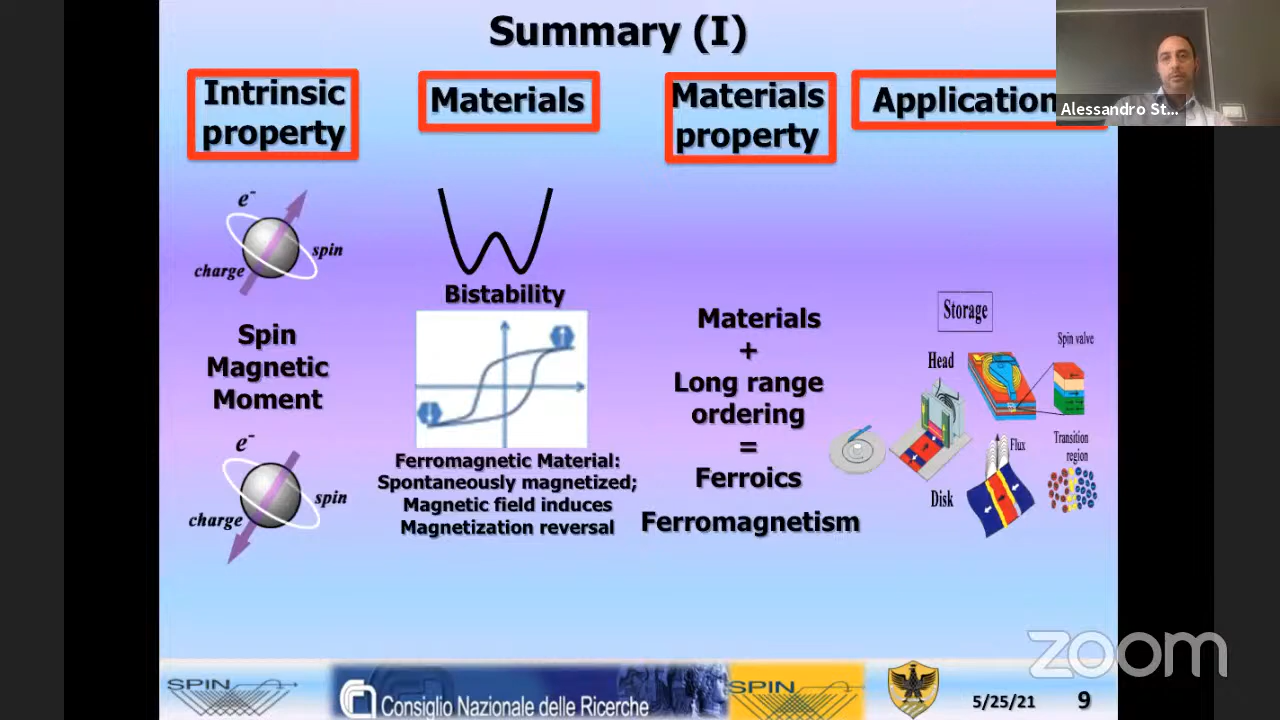 Summary (I)
Intrinsic
property
Materials
Materials
property
Application
Alessandro St...
e-
spin
charge
Spin
Magnetic
Moment
e-
spin
charge
Bistability
Ferromagnetic Material:
Spontaneously magnetized;
Magnetic field induces
Magnetization reversal
Materials
+
Long range
ordering
=
Ferroics
Ferromagnetism
Storage
Spin valve
Head
Flux
Transition
region
Disk
zoom
SPIN
Consiglio Nazionale delle Ricerche
SPIN
5/25/21
9